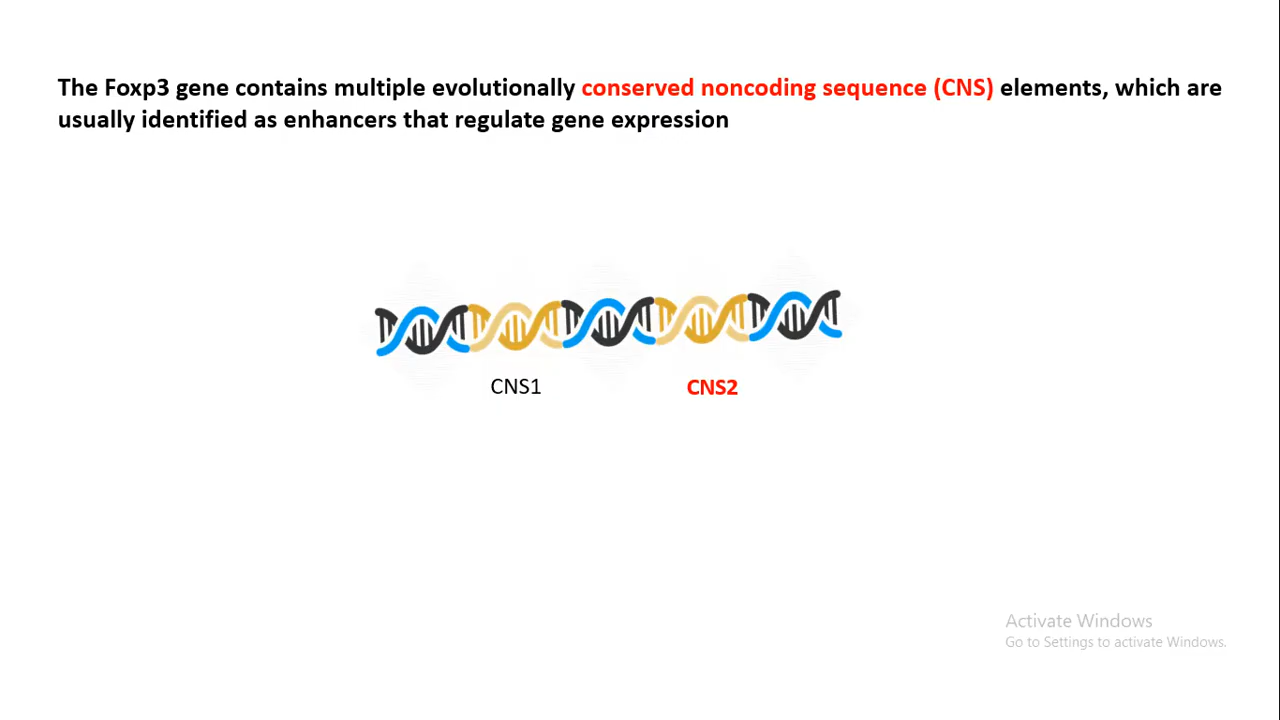 The Foxp3 gene contains multiple evolutionally conserved noncoding sequence (CNS) elements, which are
usually identified as enhancers that regulate gene expression
CNS1
CNS2
Activate Windows
Go to Settings to activate Windows.